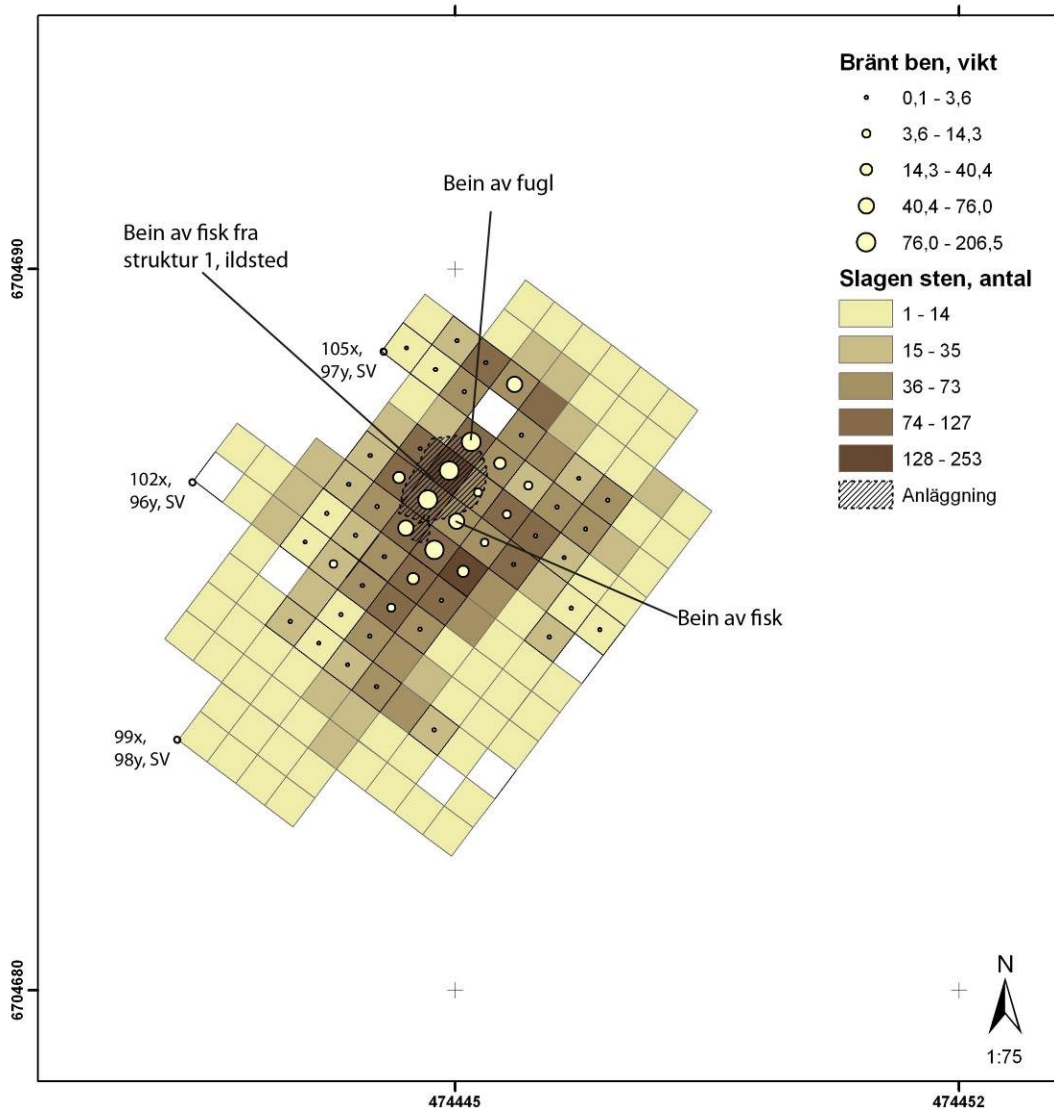 Bränt ben, vikt
0,1 - 3,6
3,6 - 14,3
14,3 - 40,4
40,4 - 76,0
76,0 - 206,5
Slagen sten, antal
1 - 14
15 - 35
36 - 73
74 - 127
128 - 253
Anläggning
Bein av fugl
Bein av fisk fra
struktur 1, ildsted
105x,
97y, SV
102x,
96y, SV
Bein av fisk
99x,
98y, SV
6704690
6704680
N
1:75
474445
474452